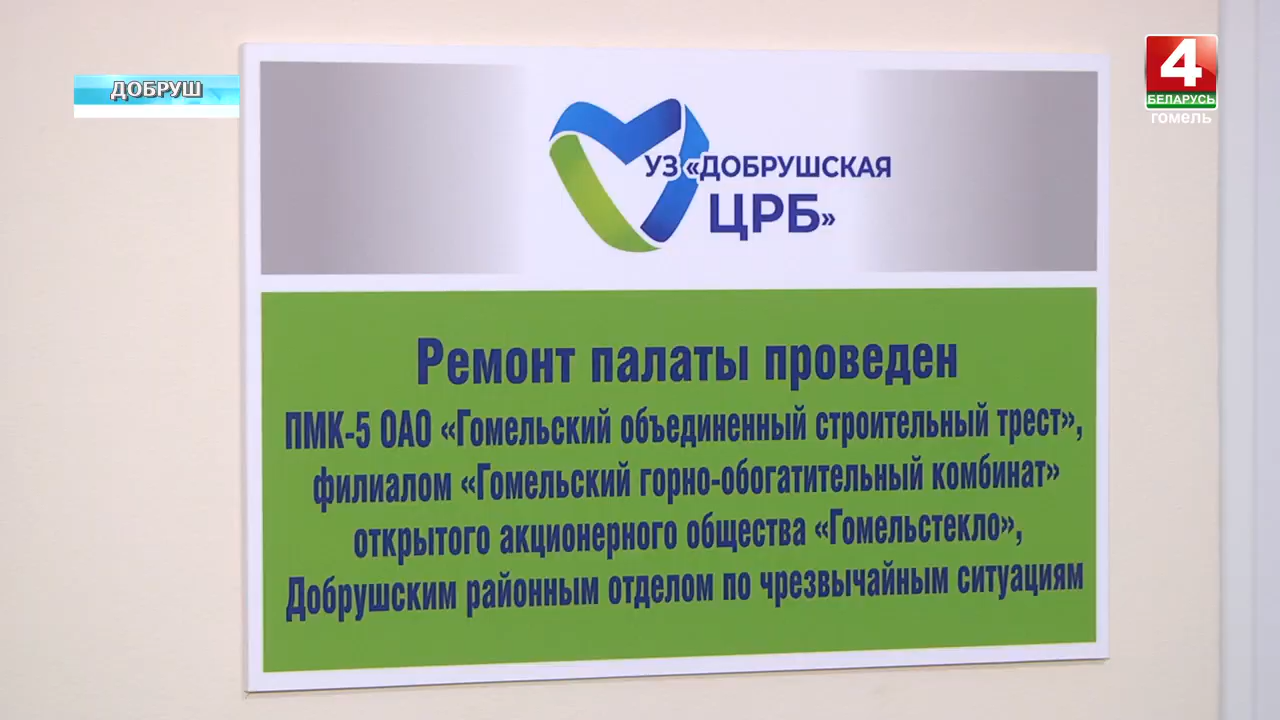 ДОБРУШ
4
БЕЛАРУСЬ
гомель
УЗ «ДОБРУШСКАЯ
ЦРБ»
Ремонт палаты проведен
ПМК-5 ОАО «Гомельский объединенный строительный трест»,
филиалом «Гомельский горно-обогатительный комбинат»
открытого акционерного общества «Гомельстекло»,
Добрушским районным отделом по чрезвычайным ситуациям